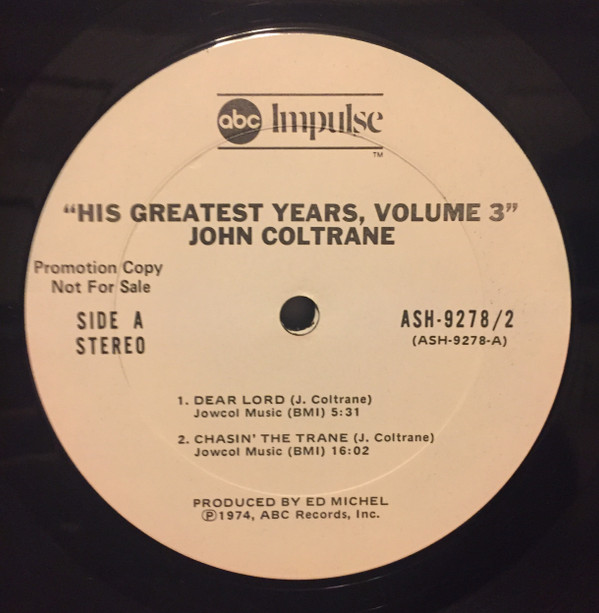 abc Impulse
TM
“HIS GREATEST YEARS, VOLUME 3”
JOHN COLTRANE
Promotion Copy
Not For Sale
SIDE A
STEREO
ASH-9278/2
(ASH-9278-A)
1. DEAR LORD (J. Coltrane)
Jowcol Music (BMI) 5:31
2. CHASIN' THE TRANE (J. Coltrane)
Jowcol Music (BMI) 16:02
PRODUCED BY ED MICHEL
Ⓟ1974, ABC Records, Inc.